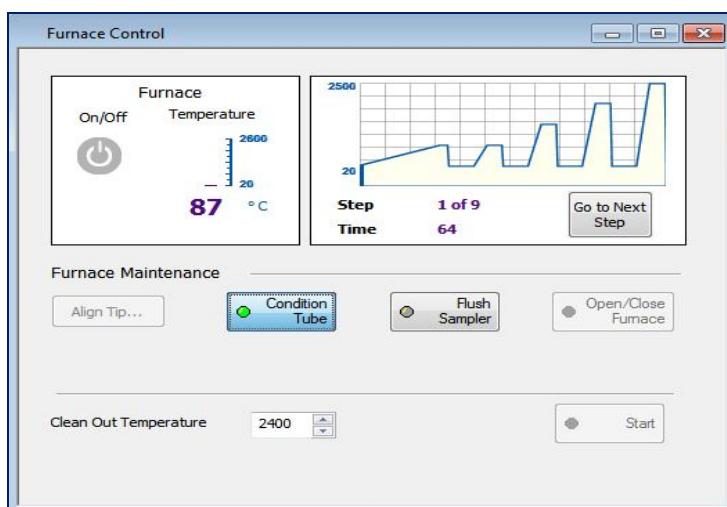 Furnace Control
Furnace
On/Off
Temperature
2600
20
87 °C
2500
20
Step 1 of 9
Time 64
Go to Next
Step
Furnace Maintenance
Align Tip...
Condition
Tube
Flush
Sampler
Open/Close
Furnace
Clean Out Temperature 2400
Start